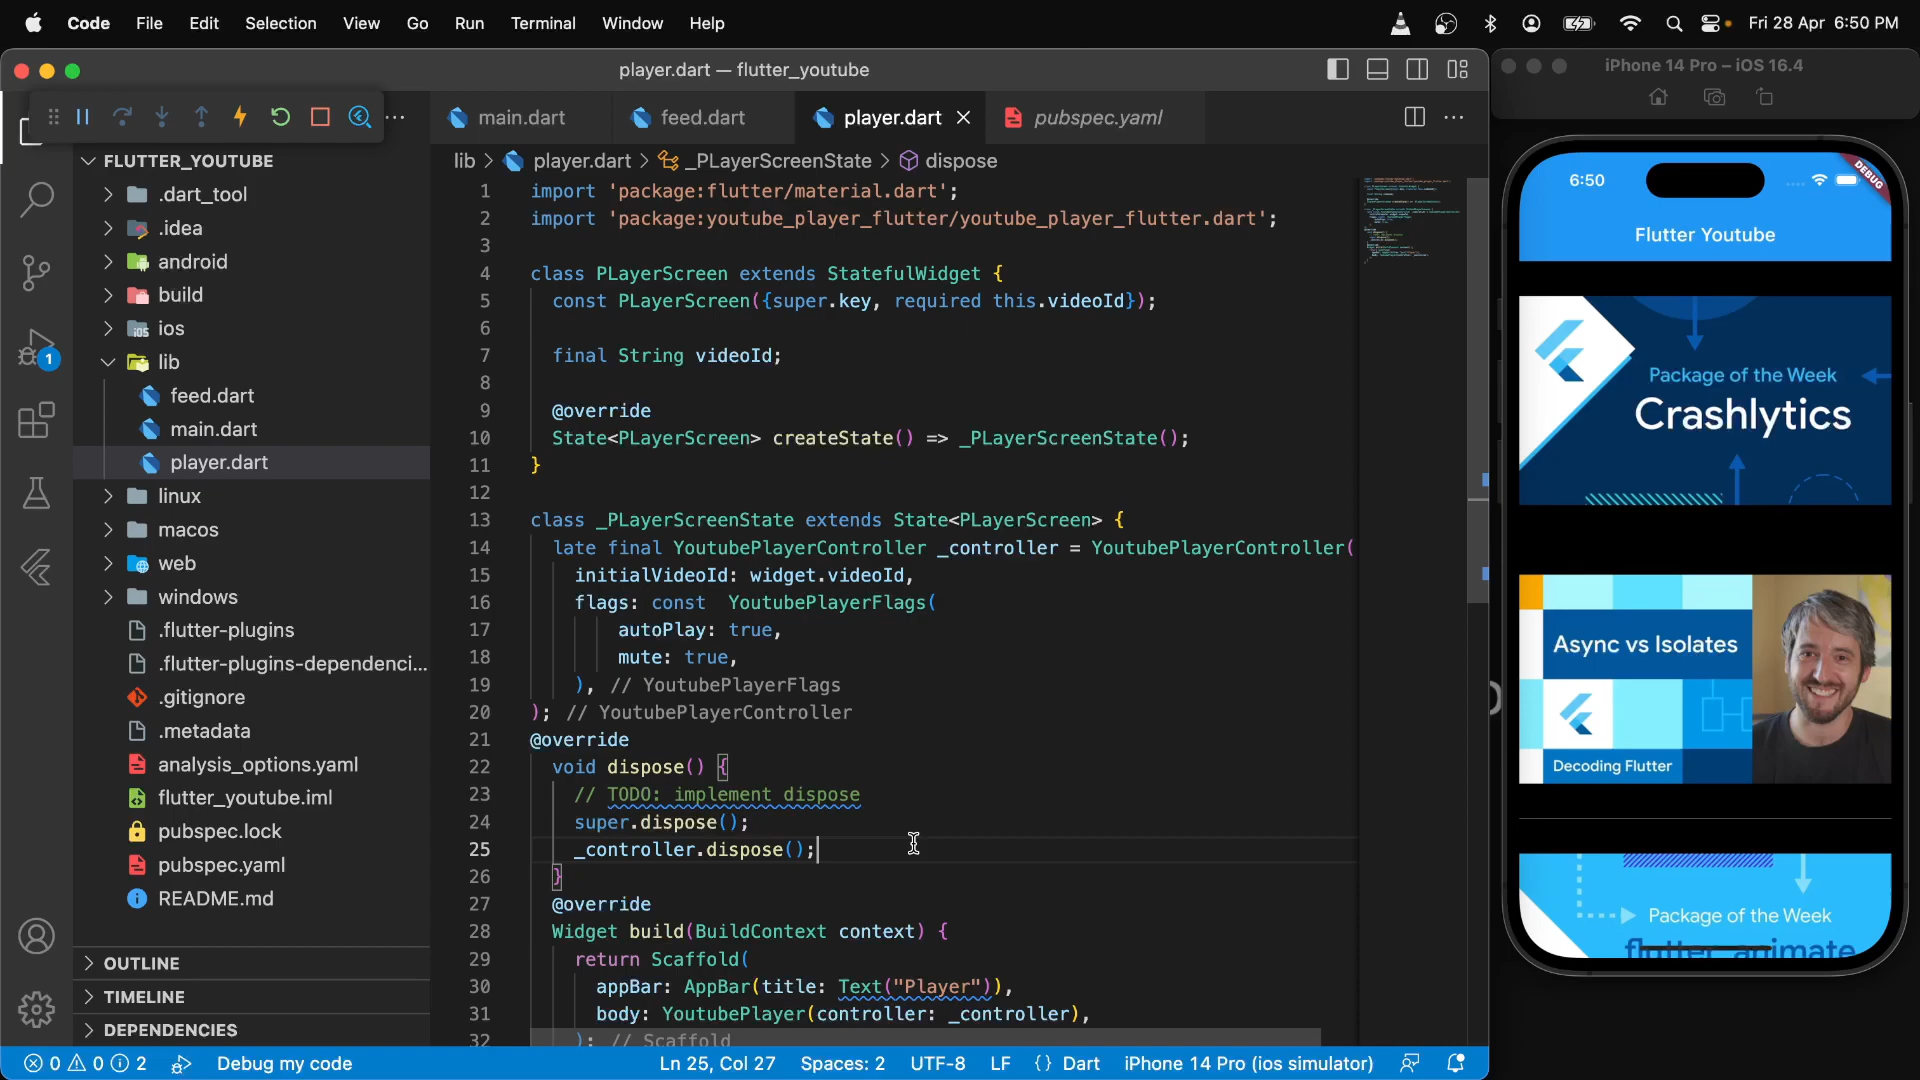 Code File Edit Selection View Go Run Terminal Window Help
Fri 28 Apr 6:50 PM
player.dart — flutter_youtube
main.dart
feed.dart
player.dart
pubspec.yaml
lib > player.dart > _PLayerScreenState > dispose
FLUTTER_YOUTUBE
.dart_tool
.idea
android
build
ios
lib
feed.dart
main.dart
player.dart
linux
macos
web
windows
.flutter-plugins
.flutter-plugins-dependenci...
.gitignore
.metadata
analysis_options.yaml
flutter_youtube.iml
pubspec.lock
pubspec.yaml
README.md
OUTLINE
TIMELINE
DEPENDENCIES
1
1 import 'package:flutter/material.dart';
2 import 'package:youtube_player_flutter/youtube_player_flutter.dart';
3
4 class PLayerScreen extends StatefulWidget {
5 const PLayerScreen({super.key, required this.videoId});
6
7 final String videoId;
8
9 @override
10 State<PLayerScreen> createState() => _PLayerScreenState();
11 }
12
13 class _PLayerScreenState extends State<PLayerScreen> {
14 late final YoutubePlayerController _controller = YoutubePlayerController(
15 initialVideoId: widget.videoId,
16 flags: const  YoutubePlayerFlags(
17 autoPlay: true,
18 mute: true,
19 ), // YoutubePlayerFlags
20 ); // YoutubePlayerController
21 @override
22 void dispose() {
23 // TODO: implement dispose
24 super.dispose();
25 _controller.dispose();
26 }
27 @override
28 Widget build(BuildContext context) {
29 return Scaffold(
30 appBar: AppBar(title: Text("Player")),
31 body: YoutubePlayer(controller: _controller),
32 ); // Scaffold
0 0 2 Debug my code
Ln 25, Col 27 Spaces: 2 UTF-8 LF {} Dart iPhone 14 Pro (ios simulator)
iPhone 14 Pro – iOS 16.4
6:50
DEBUG
Flutter Youtube
Package of the Week
Crashlytics
Async vs Isolates
Decoding Flutter
Package of the Week
flutter_animate